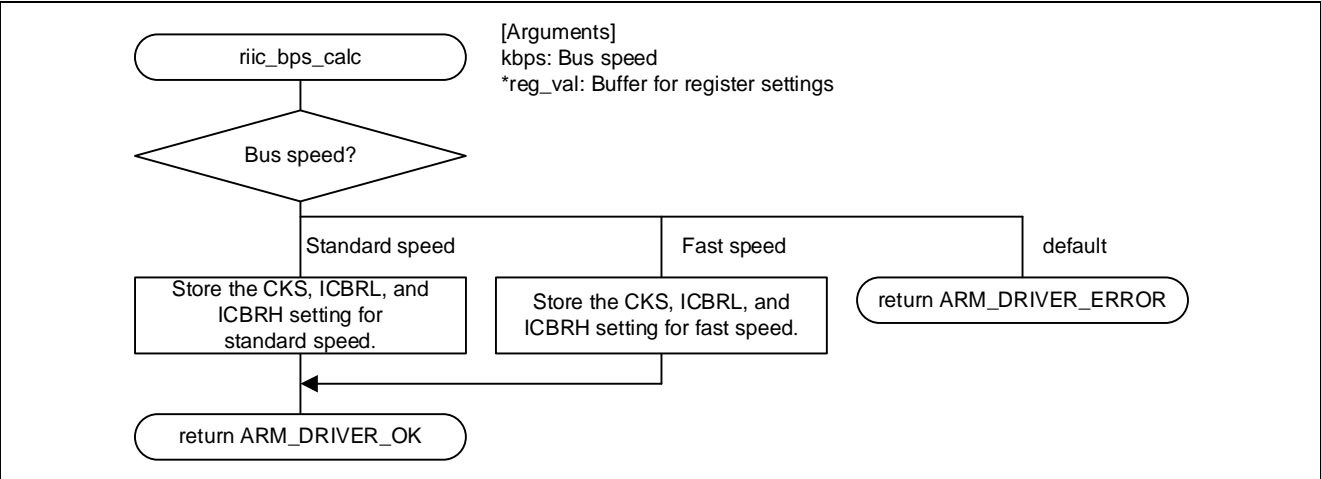 riic_bps_calc
[Arguments]
kbps: Bus speed
*reg_val: Buffer for register settings
Bus speed?
Standard speed
Fast speed
default
Store the CKS, ICBRL, and
ICBRH setting for
standard speed.
Store the CKS, ICBRL, and
ICBRH setting for fast speed.
return ARM_DRIVER_ERROR
return ARM_DRIVER_OK